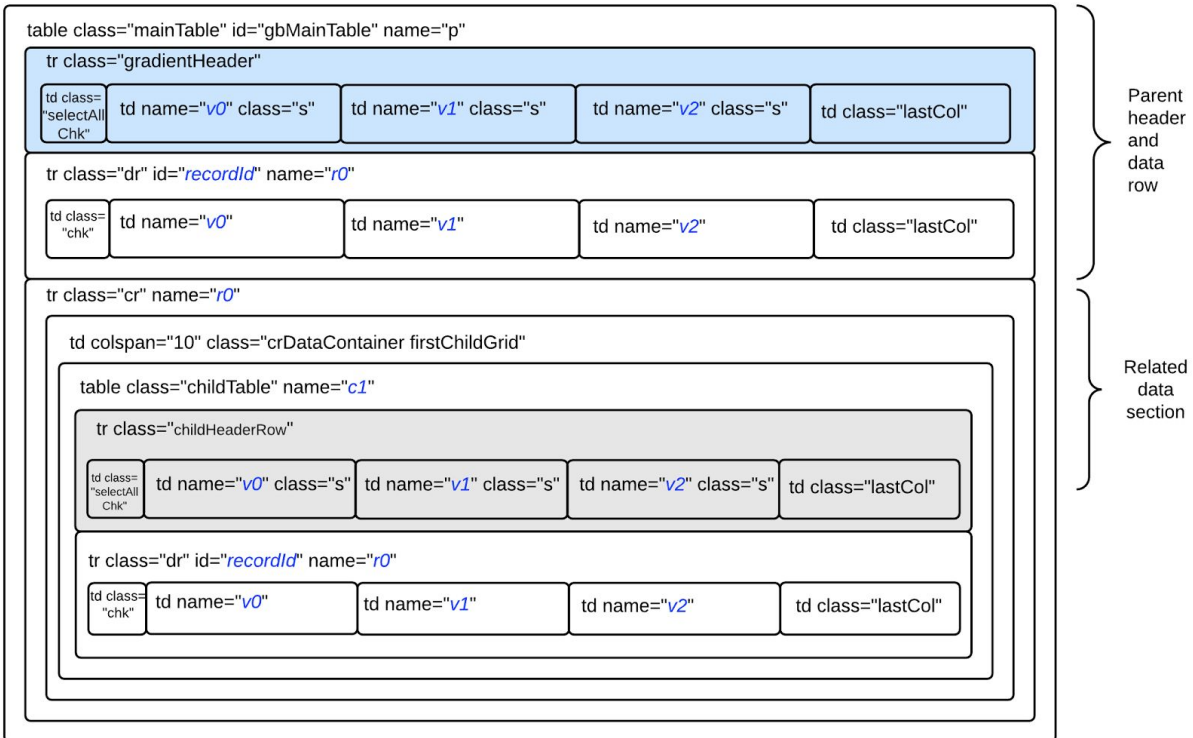 table class="mainTable" id="gbMainTable" name="p"
tr class="gradientHeader"
td class=
"selectAll
Chk"
td name="v0" class="s"
td name="v1" class="s"
td name="v2" class="s"
td class="lastCol"
tr class="dr" id="recordId" name="r0"
td class=
"chk"
td name="v0"
td name="v1"
td name="v2"
td class="lastCol"
Parent
header
and
data
row
tr class="cr" name="r0"
td colspan="10" class="crDataContainer firstChildGrid"
table class="childTable" name="c1"
tr class="childHeaderRow"
td class=
"selectAll
Chk"
td name="v0" class="s"
td name="v1" class="s"
td name="v2" class="s"
td class="lastCol"
tr class="dr" id="recordId" name="r0"
td class=
"chk"
td name="v0"
td name="v1"
td name="v2"
td class="lastCol"
Related
data
section